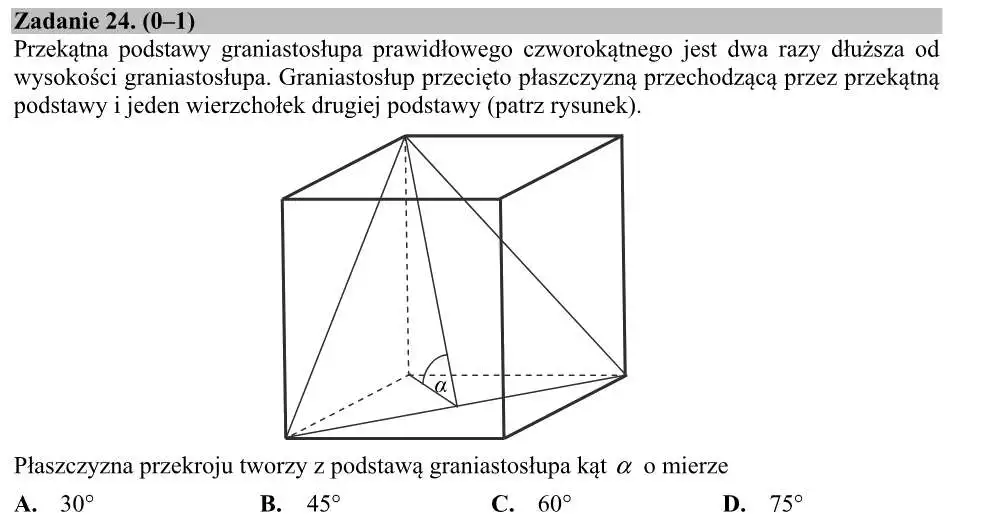 Zadanie 24. (0–1)
Przekątna podstawy graniastosłupa prawidłowego czworokątnego jest dwa razy dłuższa od
wysokości graniastosłupa. Graniastosłup przecięto płaszczyzną przechodzącą przez przekątną
podstawy i jeden wierzchołek drugiej podstawy (patrz rysunek).
α
Płaszczyzna przekroju tworzy z podstawą graniastosłupa kąt α o mierze
A. 30° B. 45° C. 60° D. 75°